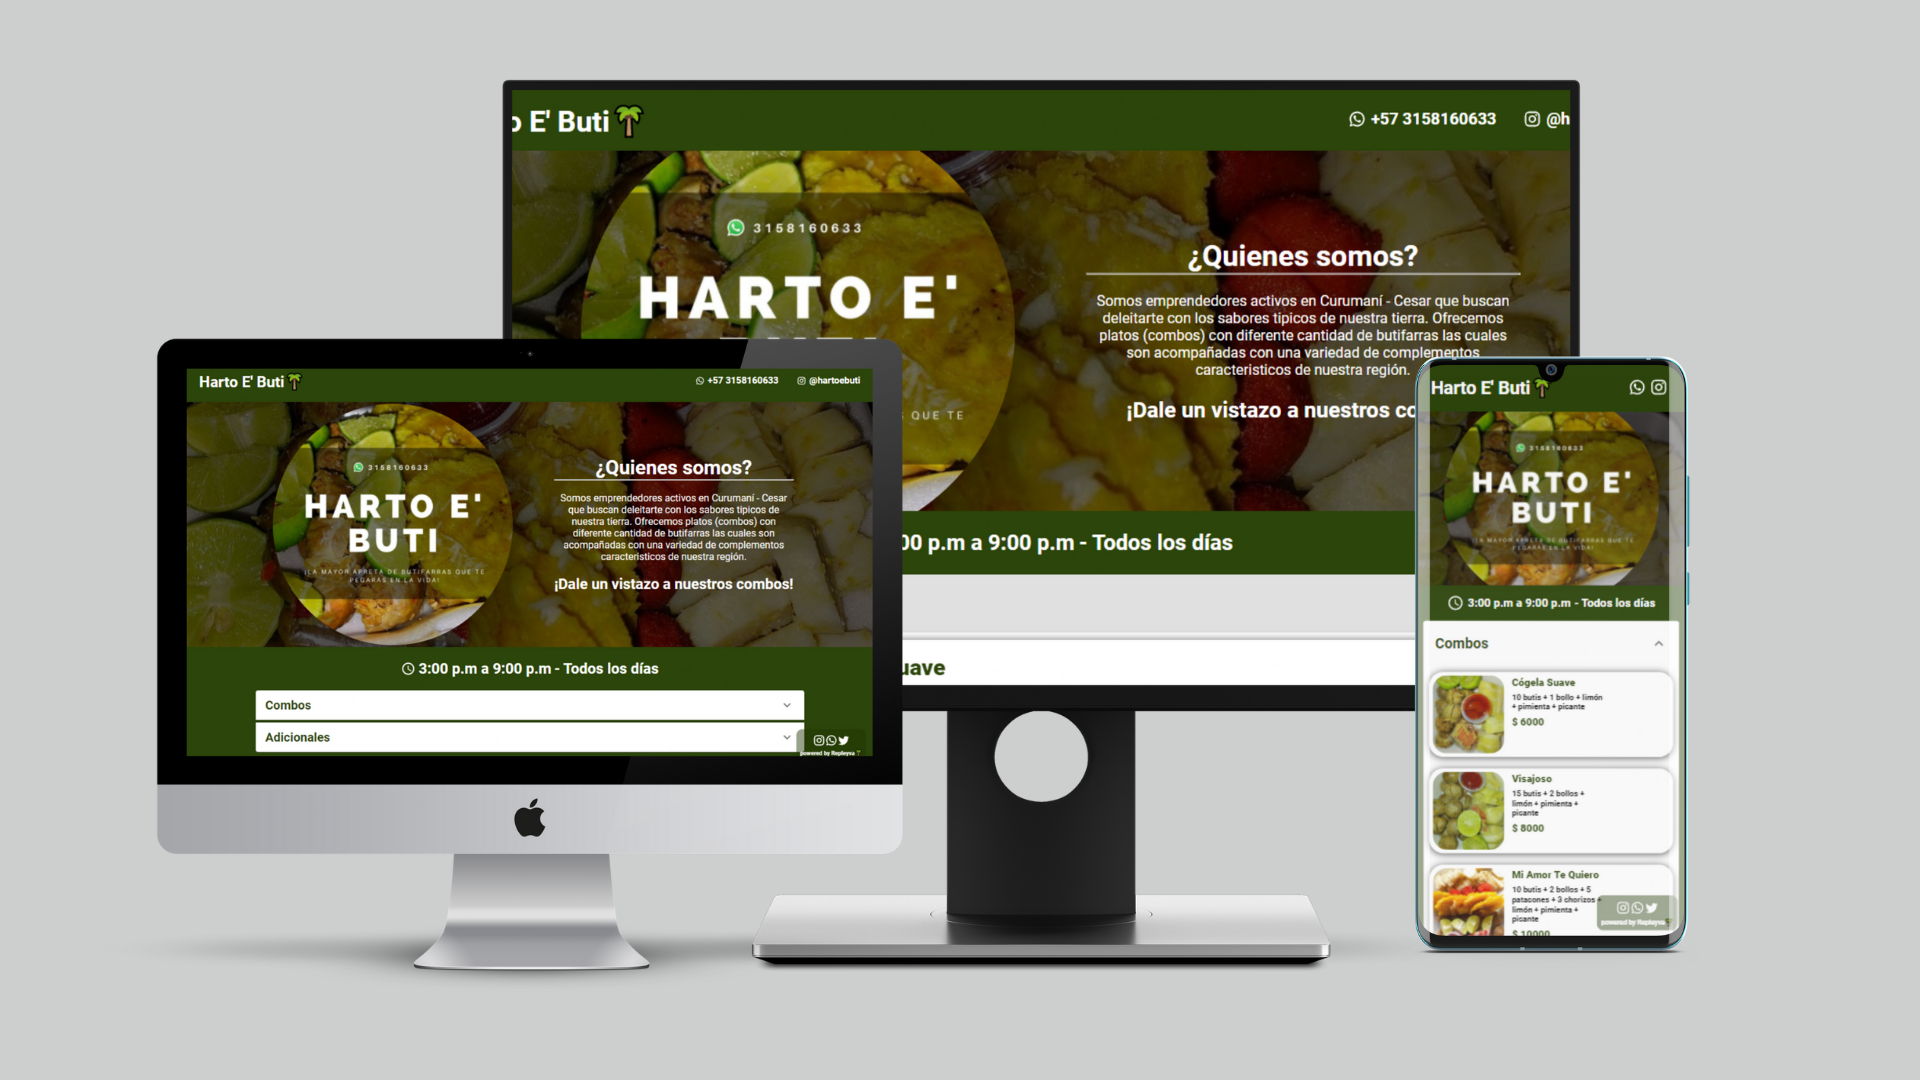 o E' Buti
+57 3158160633
@h
3158160633
HARTO E'
¿Quienes somos?
Somos emprendedores activos en Curumaní - Cesar que buscan
deleitarte con los sabores tipicos de nuestra tierra. Ofrecemos
platos (combos) con diferente cantidad de butifarras las cuales
son acompañadas con una variedad de complementos
caracteristicos de nuestra región.
¡Dale un vistazo a nuestros co
QUE TE
00 p.m a 9:00 p.m - Todos los días
uave
Harto E' Buti
+57 3158160633
@hartoebuti
3158160633
HARTO E'
BUTI
¡LA MAYOR APRETA DE BUTIFARRAS QUE TE
PEGARAS EN LA VIDA!
¿Quienes somos?
Somos emprendedores activos en Curumaní - Cesar
que buscan deleitarte con los sabores tipicos de
nuestra tierra. Ofrecemos platos (combos) con
diferente cantidad de butifarras las cuales son
acompañadas con una variedad de complementos
caracteristicos de nuestra región.
¡Dale un vistazo a nuestros combos!
3:00 p.m a 9:00 p.m - Todos los días
Combos
Adicionales
powered by Repleyva
Harto E' Buti
3158160633
HARTO E'
BUTI
¡LA MAYOR APRETA DE BUTIFARRAS QUE TE
PEGARAS EN LA VIDA!
3:00 p.m a 9:00 p.m - Todos los días
Combos
Cógela Suave
10 butis + 1 bollo + limón
+ pimienta + picante
$ 6000
Visajoso
15 butis + 2 bollos +
limón + pimienta +
picante
$ 8000
Mi Amor Te Quiero
10 butis + 2 bollos + 5
patacones + 3 chorizos +
limón + pimienta +
picante
$ 10000
powered by Repleyva